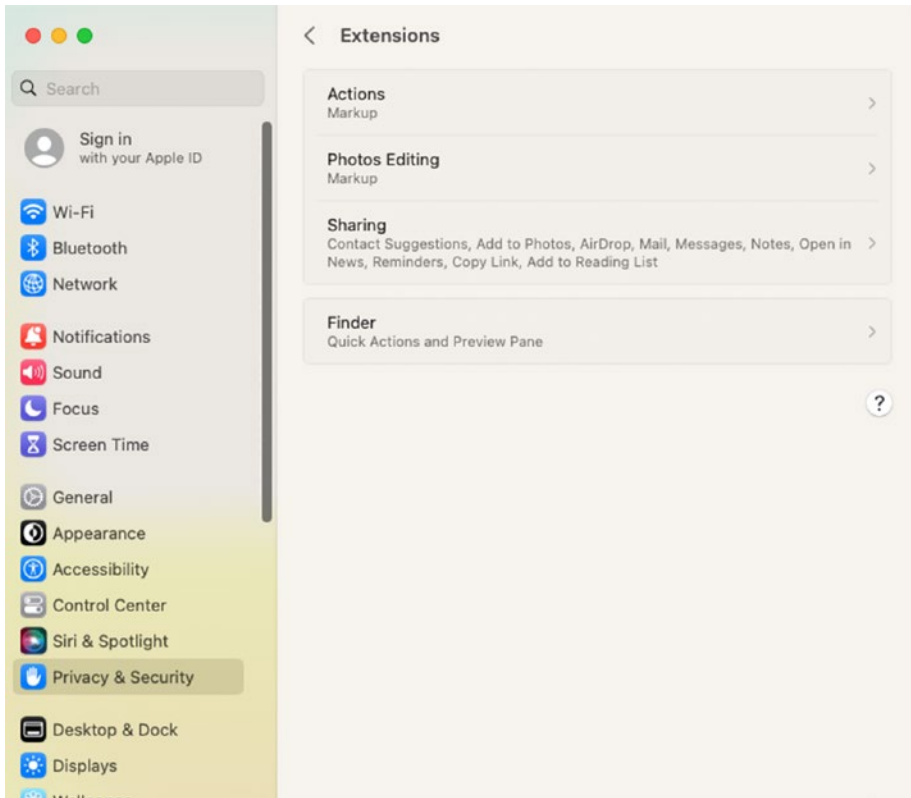 Search
Sign in
with your Apple ID
Wi-Fi
Bluetooth
Network
Notifications
Sound
Focus
Screen Time
General
Appearance
Accessibility
Control Center
Siri & Spotlight
Privacy & Security
Desktop & Dock
Displays
Extensions
Actions
Markup
Photos Editing
Markup
Sharing
Contact Suggestions, Add to Photos, AirDrop, Mail, Messages, Notes, Open in
News, Reminders, Copy Link, Add to Reading List
Finder
Quick Actions and Preview Pane
?